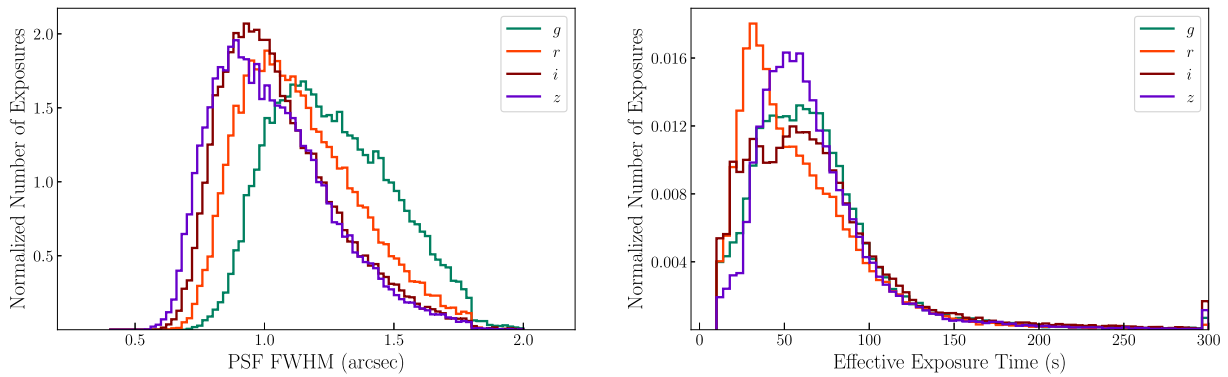 Normalized Number of Exposures
2.0
1.5
1.0
0.5
g
r
i
z
0.5 1.0 1.5 2.0
PSF FWHM (arcsec)
Normalized Number of Exposures
0.016
0.012
0.008
0.004
g
r
i
z
0 50 100 150 200 250 300
Effective Exposure Time (s)